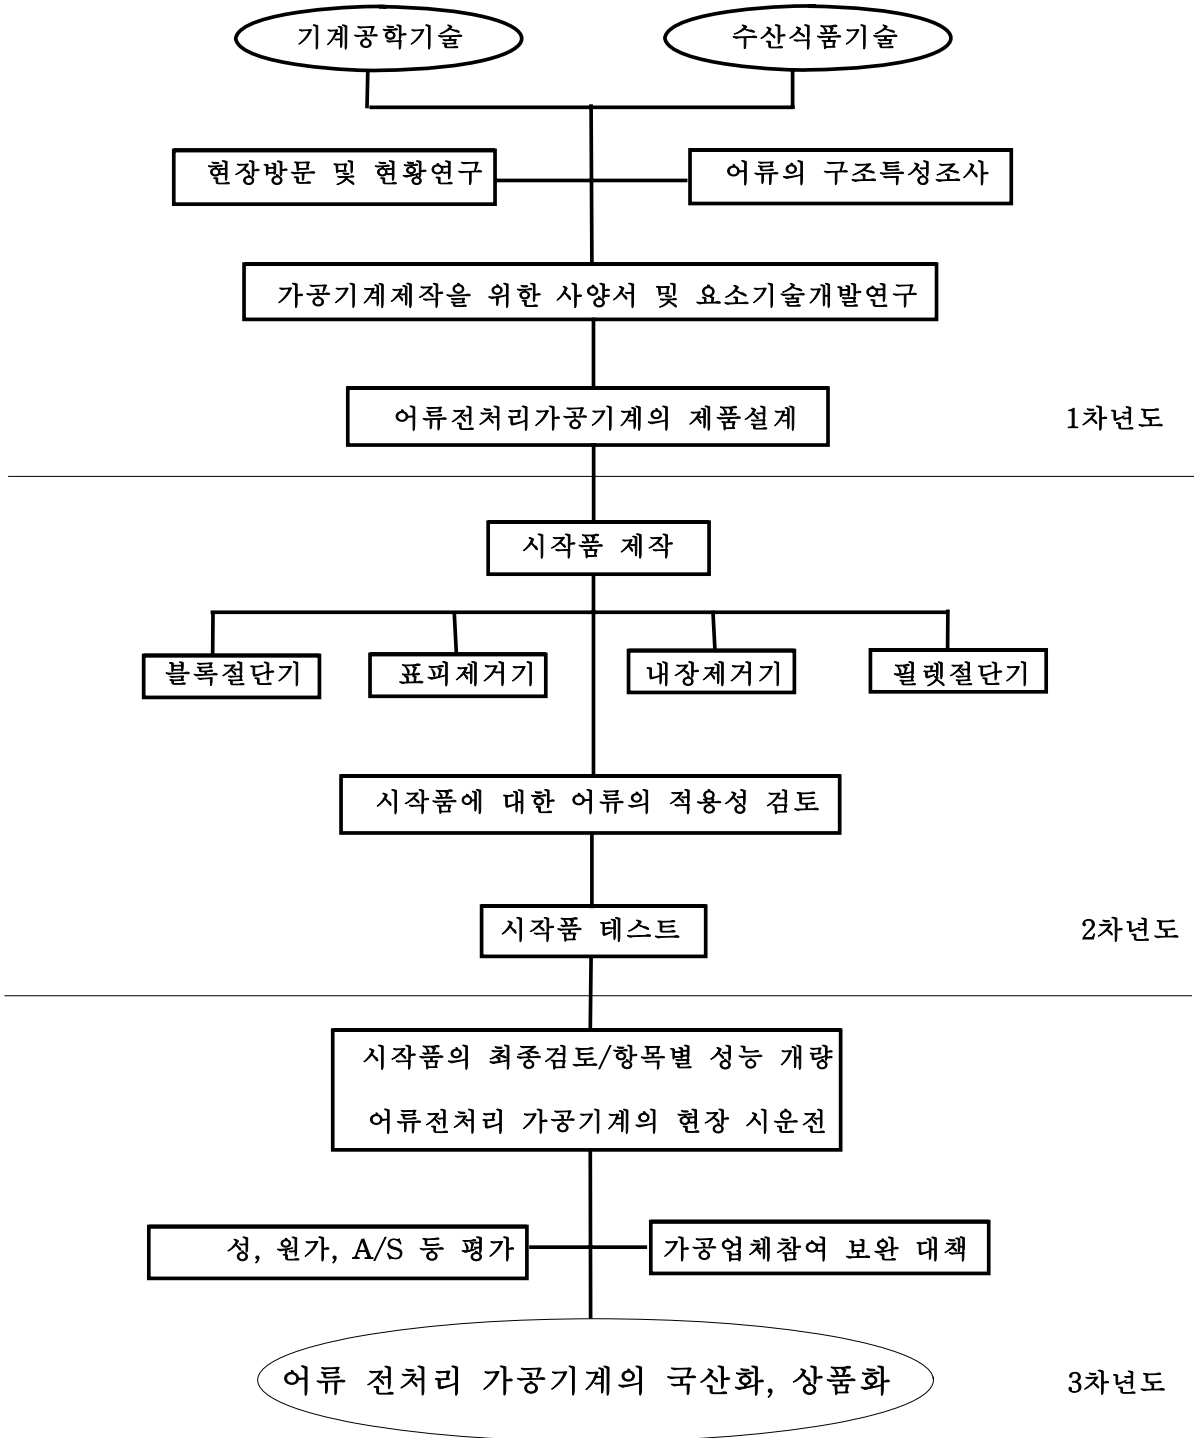 기계공학기술
수산식품기술
현장방문 및 현황연구
어류의 구조특성조사
가공기계제작을 위한 사양서 및 요소기술개발연구
어류전처리가공기계의 제품설계
1차년도
시작품 제작
블록절단기
표피제거기
내장제거기
필렛절단기
시작품에 대한 어류의 적용성 검토
시작품 테스트
2차년도
시작품의 최종검토/항목별 성능 개량
어류전처리 가공기계의 현장 시운전
성, 원가, A/S 등 평가
가공업체참여 보완 대책
어류 전처리 가공기계의 국산화, 상품화
3차년도